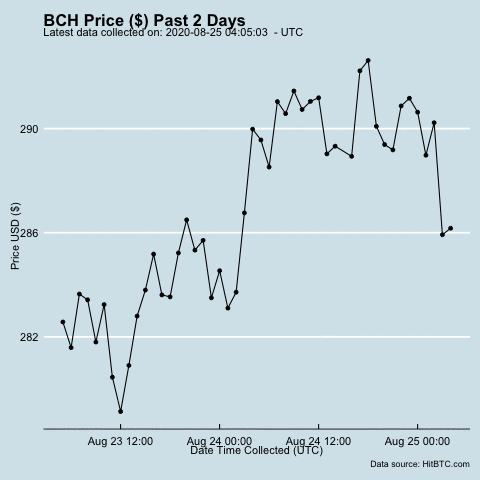 BCH Price ($) Past 2 Days
Latest data collected on: 2020-08-25 04:05:03  - UTC
290
286
282
Price USD ($)
Aug 23 12:00 Aug 24 00:00 Aug 24 12:00 Aug 25 00:00
Date Time Collected (UTC)
Data source: HitBTC.com